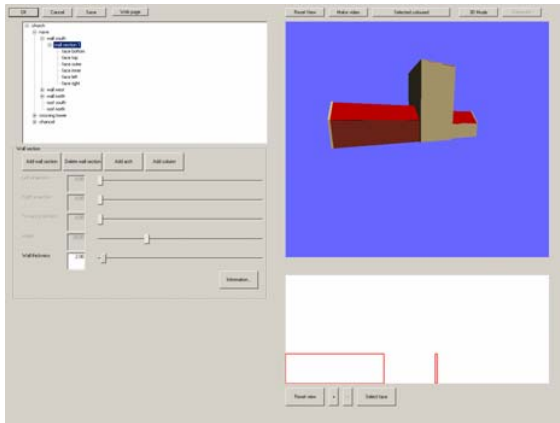 OK Cancel Save Web page
church
nave
wall south
wall section 1
face bottom
face top
face outer
face inner
face left
face right
wall west
wall north
roof south
roof north
crossing tower
chancel
Wall section
Add wall section Delete wall section Add arch Add column
Wall thickness
Information...
Reset View Make video Selected coloured 3D Mode
Reset view + - Select face